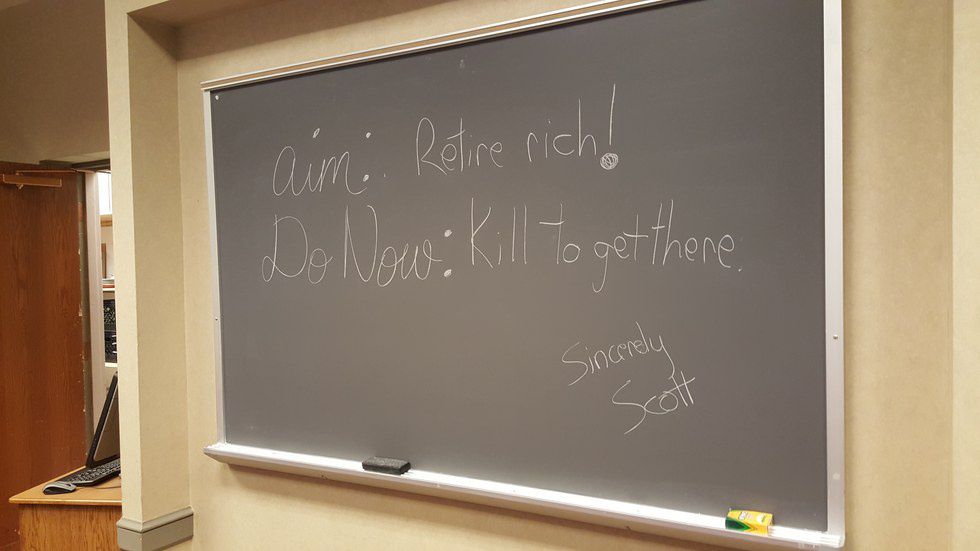 aim: Retire rich!
Do Now: Kill to get there.
Sincerely
Scott